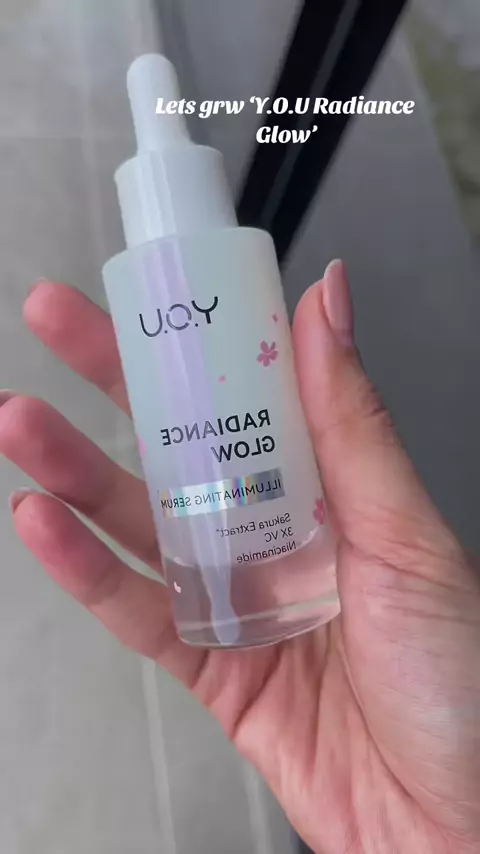 Lets grw ‘Y.O.U Radiance
Glow’
Y.O.U
RADIANCE
GLOW
ILLUMINATING SERUM
Sakura Extract*
3X VC
Niacinamide